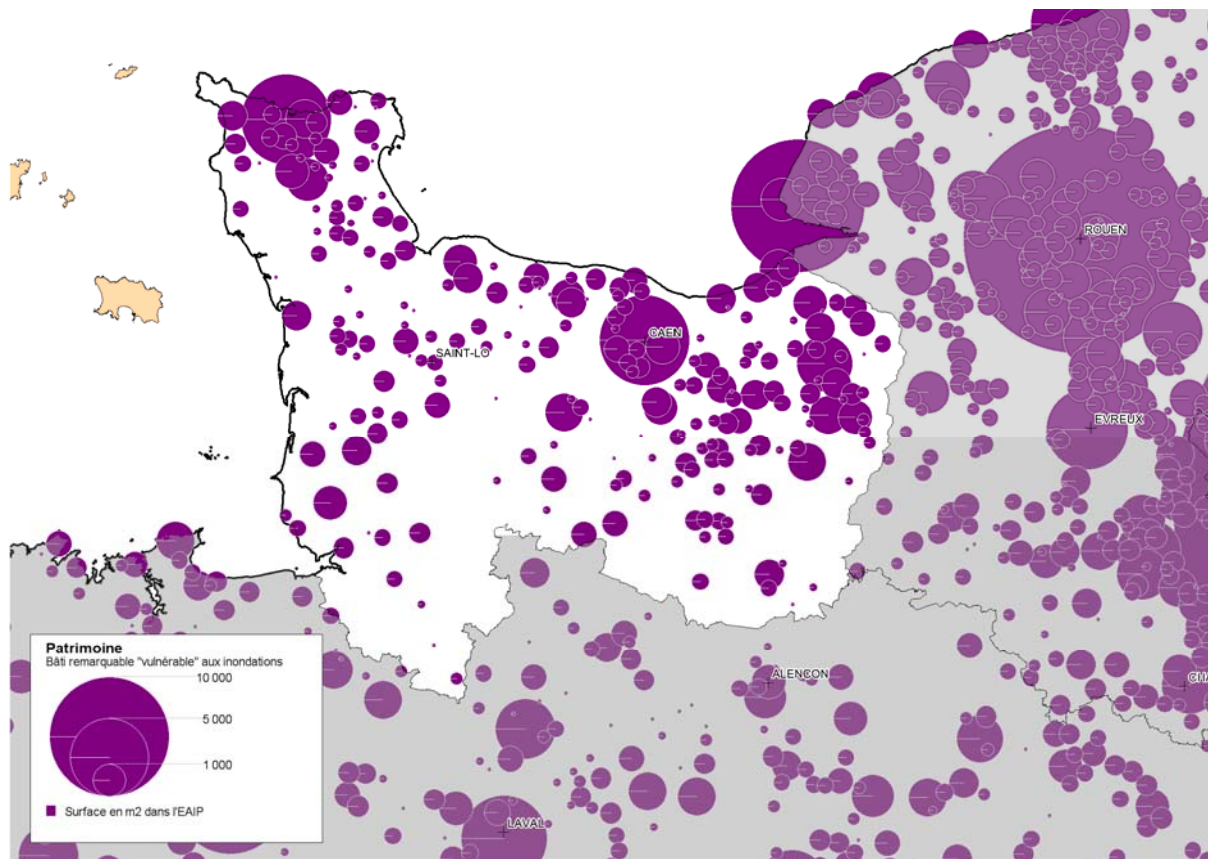 ROUEN
CAEN
SAINT-LO
EVREUX
ALENCON
CHA
LAVAL
Patrimoine
Bâti remarquable "vulnérable" aux inondations
10 000
5 000
1 000
Surface en m2 dans l'EAIP